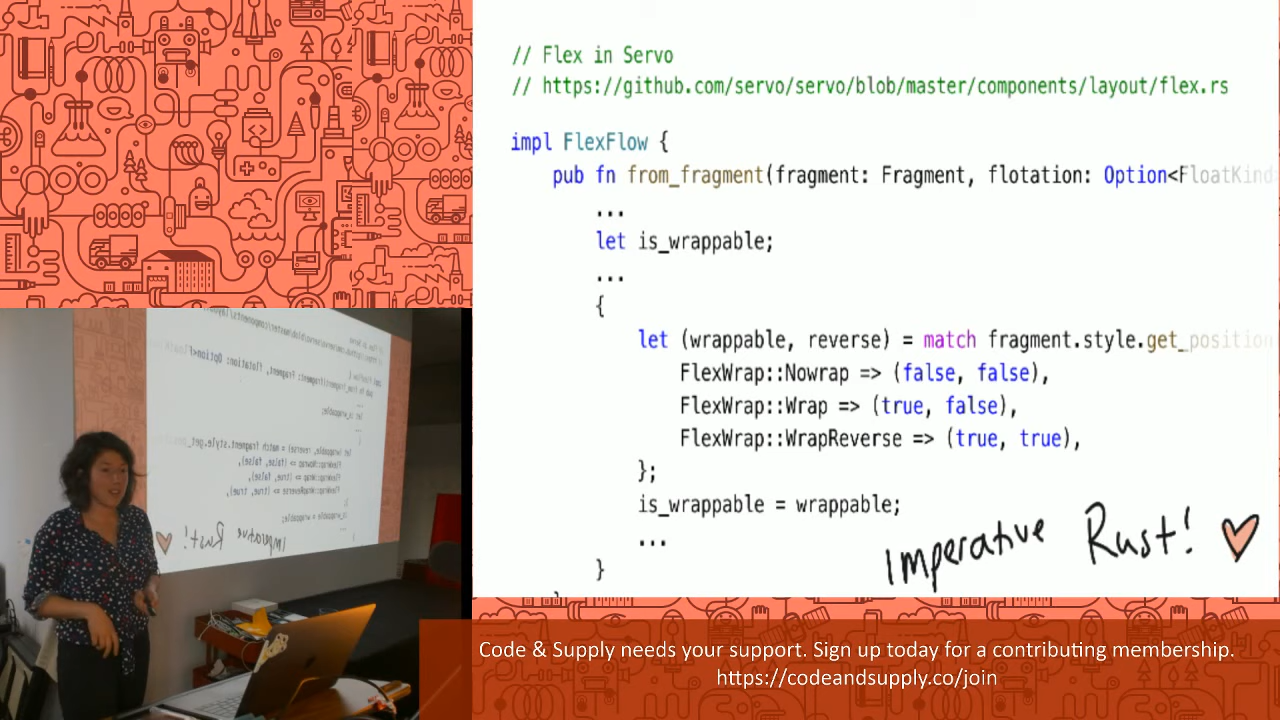 // Flex in Servo
// https://github.com/servo/servo/blob/master/components/layout/flex.rs
impl FlexFlow {
pub fn from_fragment(fragment: Fragment, flotation: Option<FloatKind
...
let is_wrappable;
...
{
let (wrappable, reverse) = match fragment.style.get_position
FlexWrap::Nowrap => (false, false),
FlexWrap::Wrap => (true, false),
FlexWrap::WrapReverse => (true, true),
};
is_wrappable = wrappable;
...
}
Imperative Rust!
Code & Supply needs your support. Sign up today for a contributing membership.
https://codeandsupply.co/join